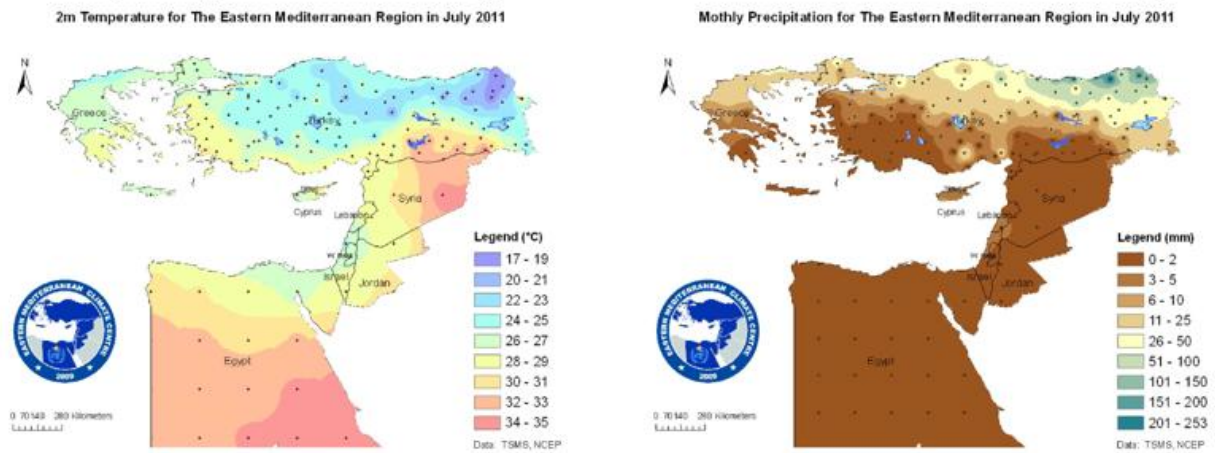 2m Temperature for The Eastern Mediterranean Region in July 2011
N
Greece
Turkey
Cyprus
Lebanon
Syria
Israel
Jordan
Egypt
Legend (°C)
17 - 19
20 - 21
22 - 23
24 - 25
26 - 27
28 - 29
30 - 31
32 - 33
34 - 35
EASTERN MEDITERRANEAN CLIMATE CENTRE
2009
0 70 140 280 Kilometers
Data: TSMS, NCEP
Mothly Precipitation for The Eastern Mediterranean Region in July 2011
N
Greece
Turkey
Cyprus
Lebanon
Syria
Israel
Jordan
Egypt
Legend (mm)
0 - 2
3 - 5
6 - 10
11 - 25
26 - 50
51 - 100
101 - 150
151 - 200
201 - 253
EASTERN MEDITERRANEAN CLIMATE CENTRE
2009
0 70 140 280 Kilometers
Data: TSMS, NCEP